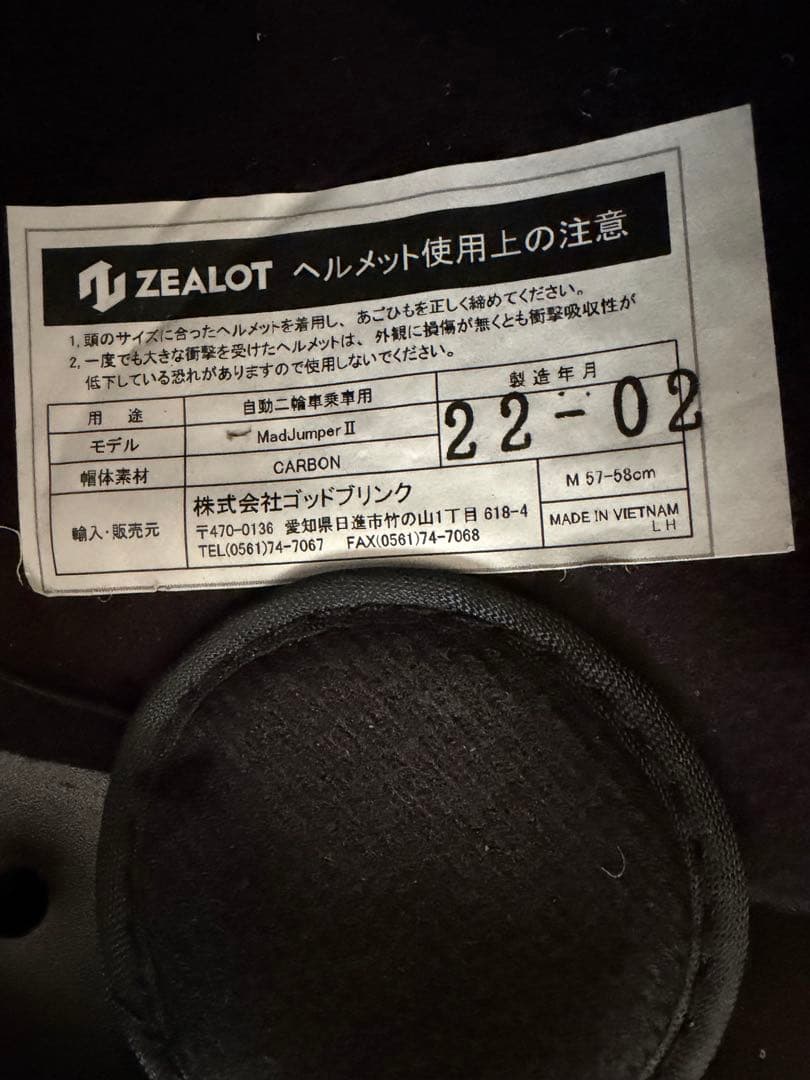 ZEALOT ヘルメット使用上の注意
1, 頭のサイズに合ったヘルメットを着用し、あごひもを正しく締めてください。
2, 一度でも大きな衝撃を受けたヘルメットは、外観に損傷が無くとも衝撃吸収性が
低下している恐れがありますので使用しないでください。
用 途 自動二輪車乗車用 製造年月
モデル MadJumperⅡ 22-02
帽体素材 CARBON
輸入・販売元 株式会社ゴッドブリンク M 57-58cm
〒470-0136 愛知県日進市竹の山1丁目618-4 MADE IN VIETNAM
TEL(0561)74-7067 FAX(0561)74-7068 LH